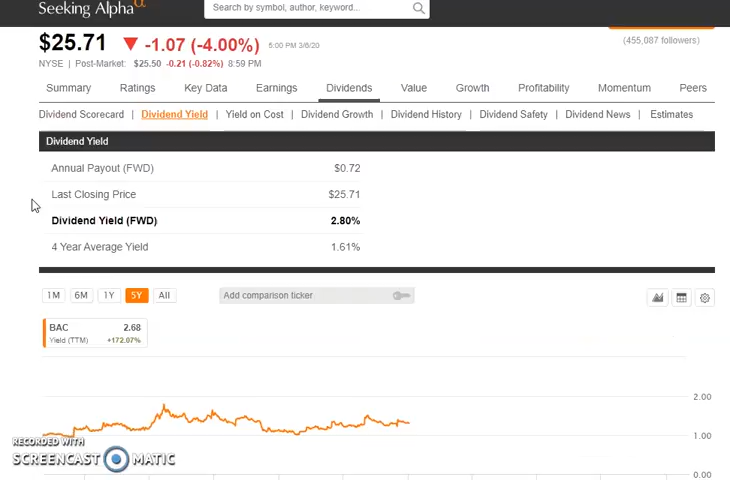 Seeking Alpha α
Search by symbol, author, keyword...
$25.71 ▼ -1.07 (-4.00%) 5:00 PM 3/6/20
(455,087 followers)
NYSE | Post-Market: $25.50 -0.21 (-0.82%) 8:59 PM
Summary Ratings Key Data Earnings Dividends Value Growth Profitability Momentum Peers
Dividend Scorecard | Dividend Yield | Yield on Cost | Dividend Growth | Dividend History | Dividend Safety | Dividend News | Estimates
Dividend Yield
Annual Payout (FWD) $0.72
Last Closing Price $25.71
Dividend Yield (FWD) 2.80%
4 Year Average Yield 1.61%
1M 6M 1Y 5Y All Add comparison ticker
BAC 2.68
Yield (TTM) +172.07%
2.00
1.00
0.00
RECORDED WITH
SCREENCAST MATIC